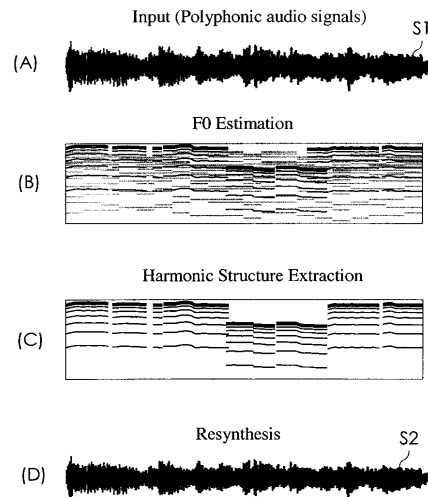 Input (Polyphonic audio signals)
S1
(A)
F0 Estimation
(B)
Harmonic Structure Extraction
(C)
Resynthesis
S2
(D)